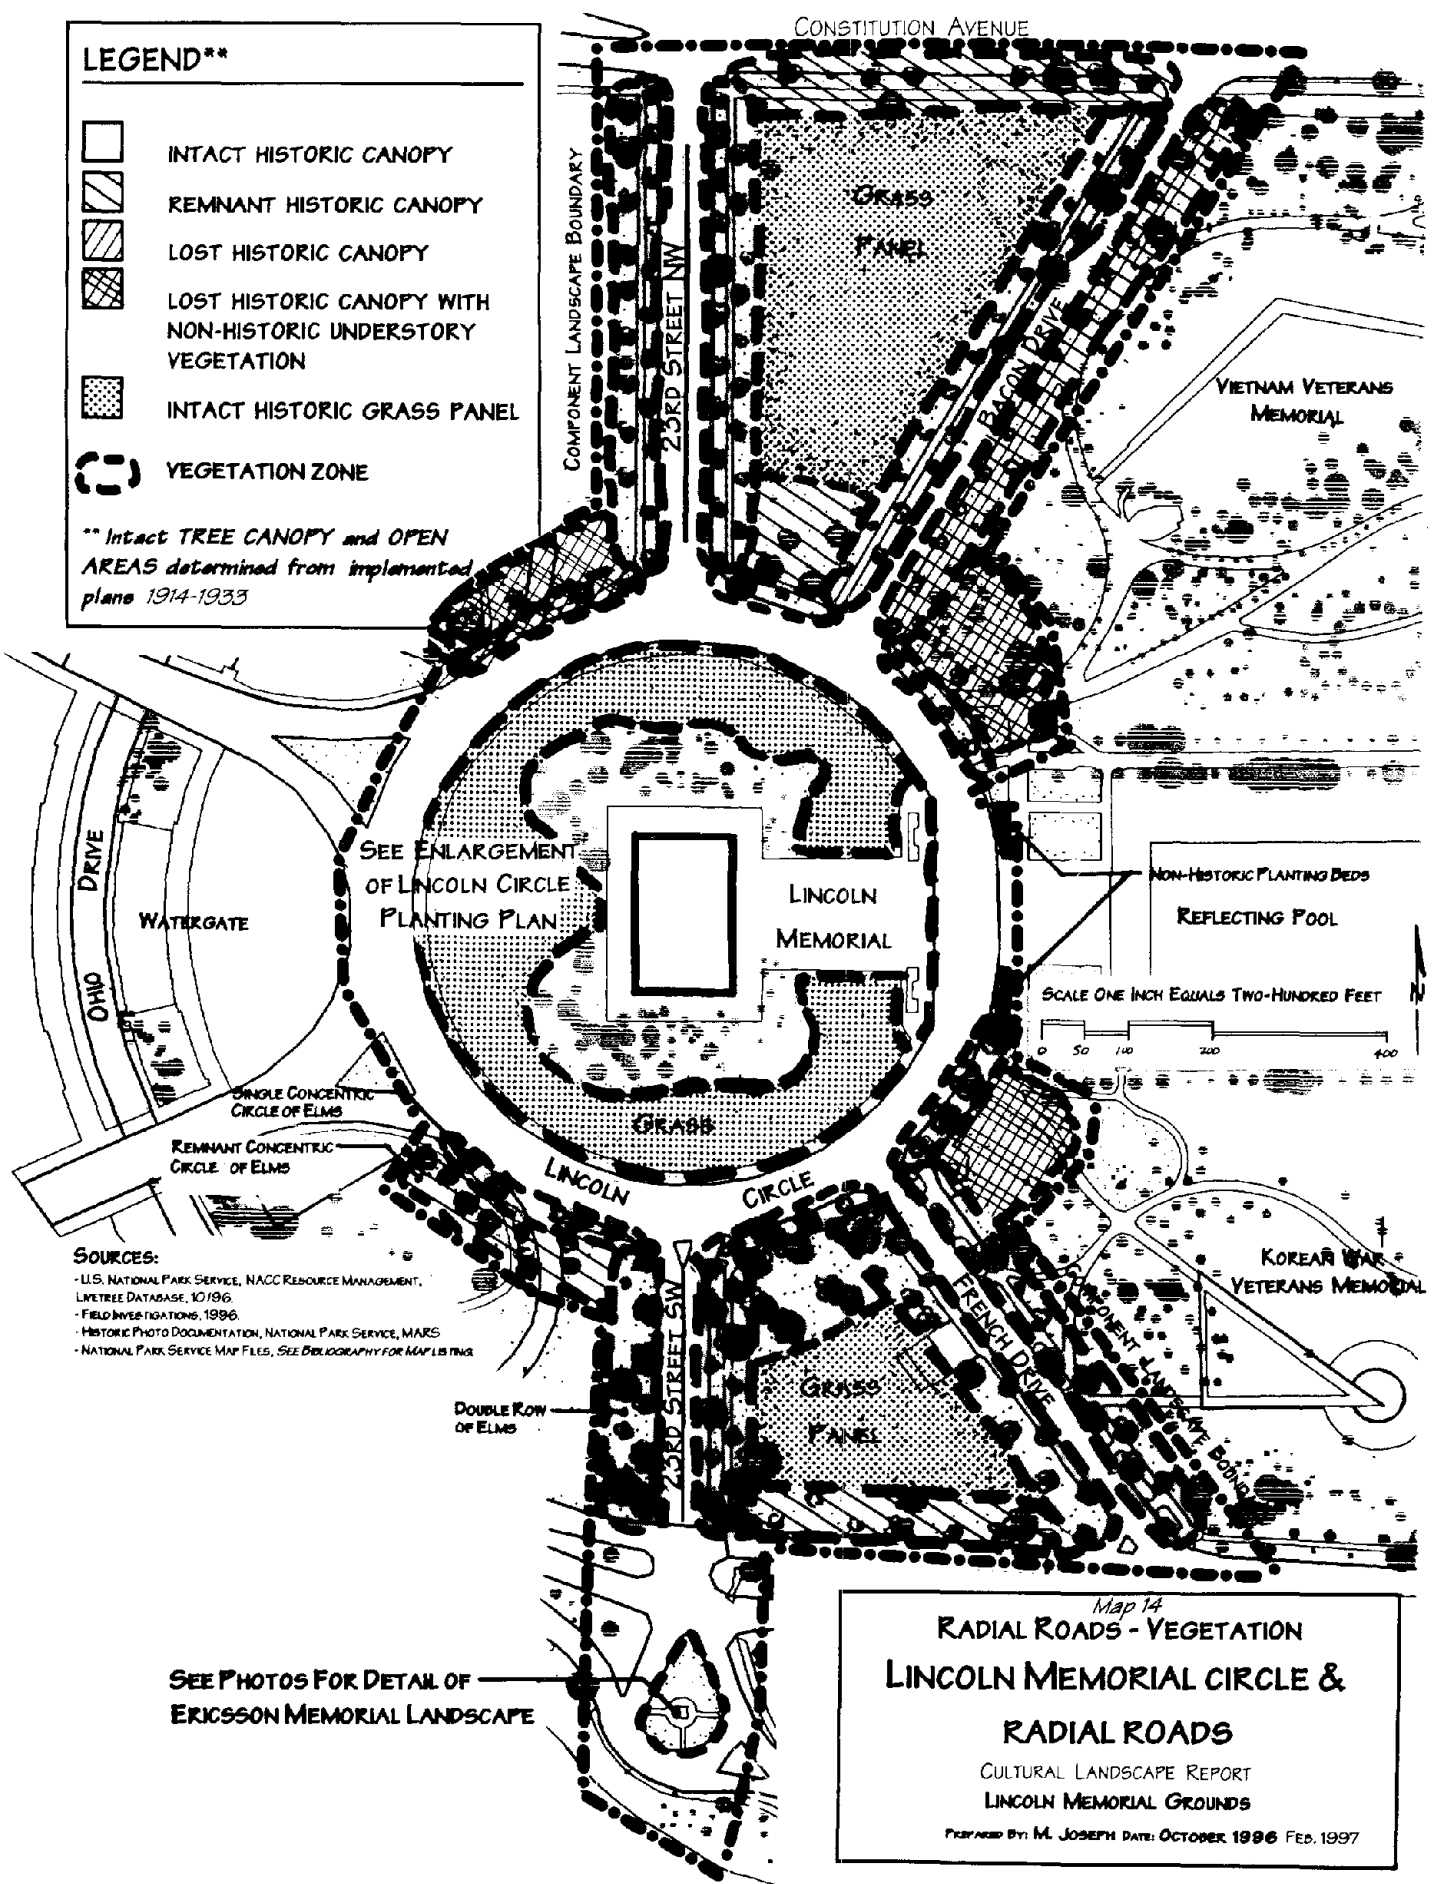 CONSTITUTION AVENUE
LEGEND**
INTACT HISTORIC CANOPY
REMNANT HISTORIC CANOPY
LOST HISTORIC CANOPY
LOST HISTORIC CANOPY WITH
NON-HISTORIC UNDERSTORY
VEGETATION
INTACT HISTORIC GRASS PANEL
VEGETATION ZONE
** Intact TREE CANOPY and OPEN
AREAS determined from implemented
plans 1914-1933
COMPONENT LANDSCAPE BOUNDARY
23RD STREET NW
GRASS
PANEL
BACON DRIVE
VIETNAM VETERANS
MEMORIAL
OHIO DRIVE
WATERGATE
SEE ENLARGEMENT
OF LINCOLN CIRCLE
PLANTING PLAN
LINCOLN
MEMORIAL
NON-HISTORIC PLANTING BEDS
REFLECTING POOL
SCALE ONE INCH EQUALS TWO-HUNDRED FEET
0 50 100 200 400
N
SINGLE CONCENTRIC
CIRCLE OF ELMS
REMNANT CONCENTRIC
CIRCLE OF ELMS
GRASS
LINCOLN CIRCLE
SOURCES:
- U.S. NATIONAL PARK SERVICE, NACC RESOURCE MANAGEMENT,
LIVETREE DATABASE, 10/96.
- FIELD INVESTIGATIONS, 1996.
- HISTORIC PHOTO DOCUMENTATION, NATIONAL PARK SERVICE, MARS
- NATIONAL PARK SERVICE MAP FILES, SEE BIBLIOGRAPHY FOR MAP LISTING
KOREAN WAR
VETERANS MEMORIAL
COMPONENT LANDSCAPE BOUND
FRENCH DRIVE
23RD STREET SW
GRASS
PANEL
DOUBLE ROW
OF ELMS
SEE PHOTOS FOR DETAIL OF
ERICSSON MEMORIAL LANDSCAPE
Map 14
RADIAL ROADS - VEGETATION
LINCOLN MEMORIAL CIRCLE &
RADIAL ROADS
CULTURAL LANDSCAPE REPORT
LINCOLN MEMORIAL GROUNDS
PREPARED BY: M. JOSEPH DATE: OCTOBER 1996 FEB. 1997